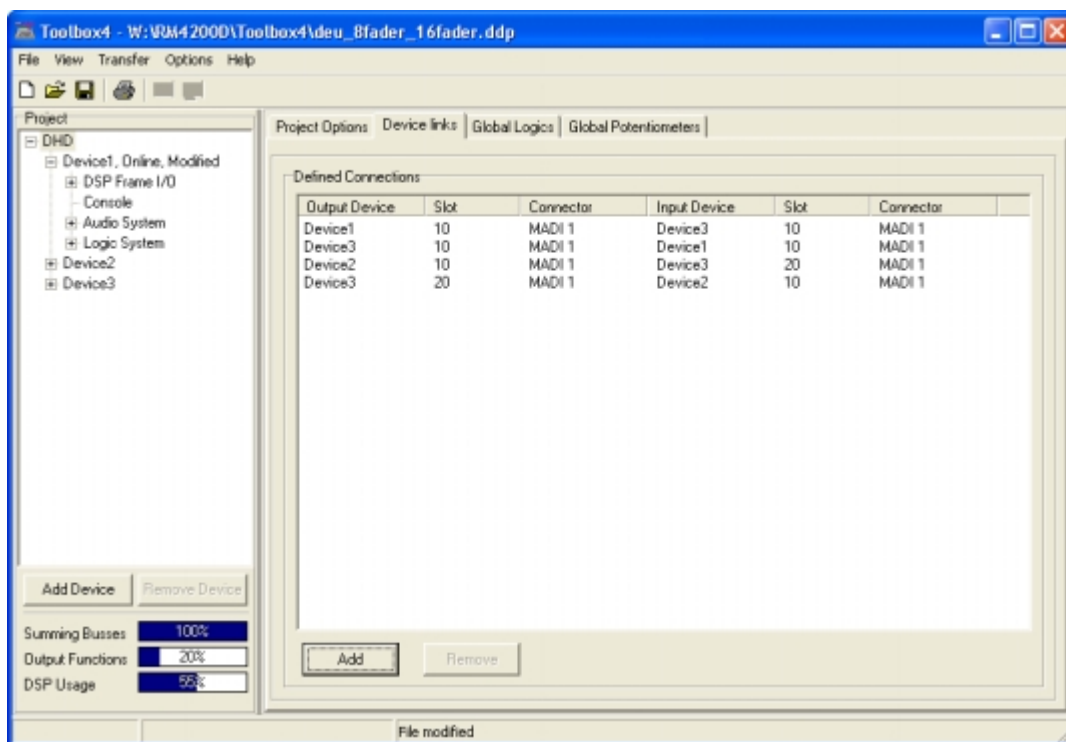 Toolbox4 - W:\RM4200D\Toolbox4\deu_8fader_16fader.ddp
File View Transfer Options Help
Project
DHD
Device1, Online, Modified
DSP Frame I/O
Console
Audio System
Logic System
Device2
Device3
Add Device Remove Device
Summing Busses 100%
Output Functions 20%
DSP Usage 55%
Project Options Device links Global Logics Global Potentiometers
Defined Connections
Output Device Slot Connector Input Device Slot Connector
Device1 10 MADI 1 Device3 10 MADI 1
Device3 10 MADI 1 Device1 10 MADI 1
Device2 10 MADI 1 Device3 20 MADI 1
Device3 20 MADI 1 Device2 10 MADI 1
Add Remove
File modified